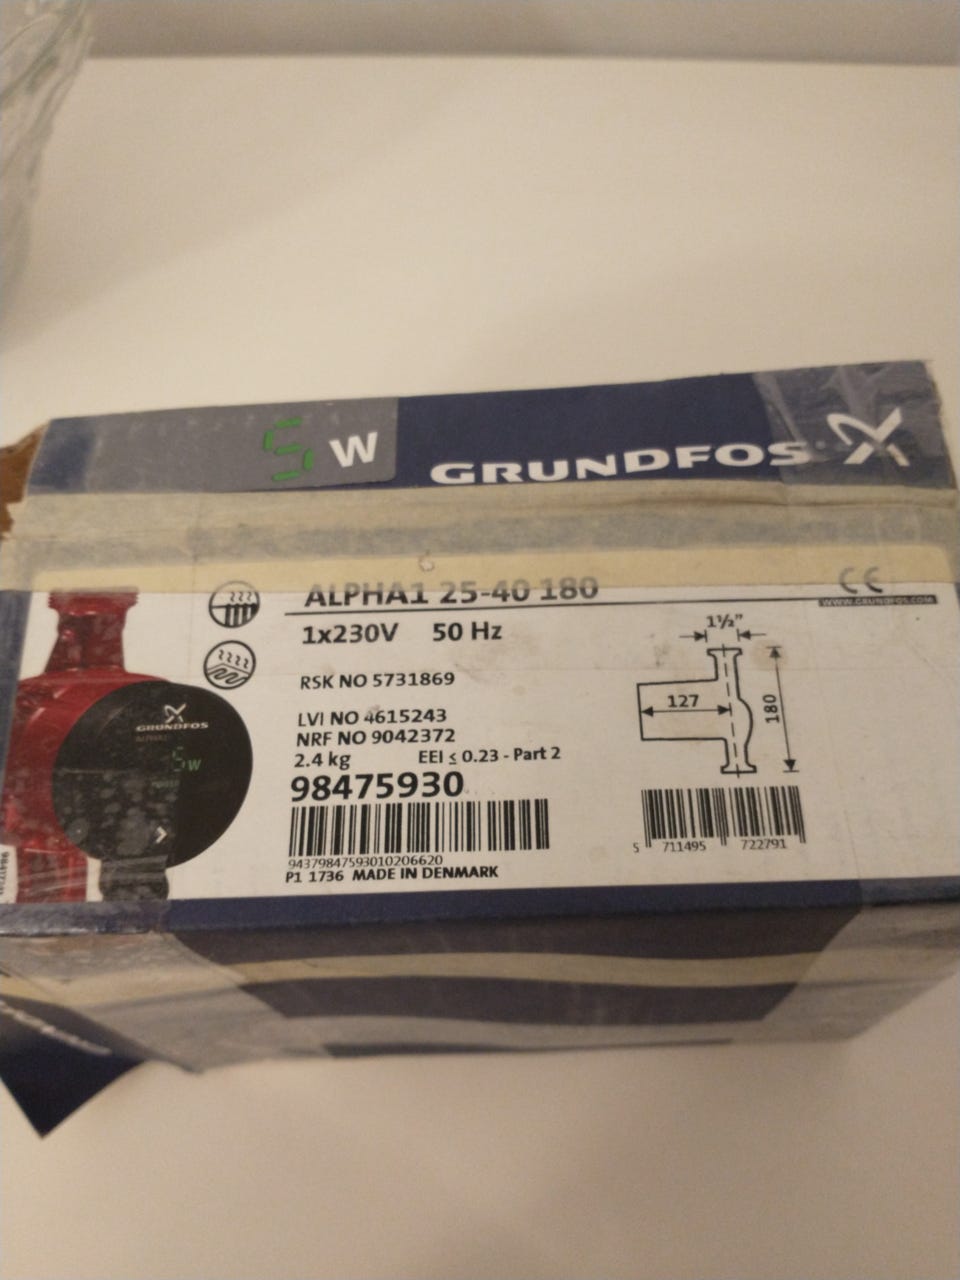 5 W
GRUNDFOS
ALPHA1 25-40 180
CE
WWW.GRUNDFOS.COM
1x230V 50 Hz
1½"
RSK NO 5731869
127
180
LVI NO 4615243
NRF NO 9042372
2.4 kg EEI ≤ 0.23 - Part 2
98475930
94379847593010206620
P1 1736 MADE IN DENMARK
5 711495 722791
GRUNDFOS
ALPHA1
5 W